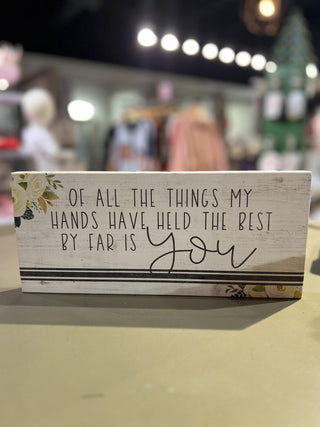 OF ALL THE THINGS MY
HANDS HAVE HELD THE BEST
BY FAR IS you